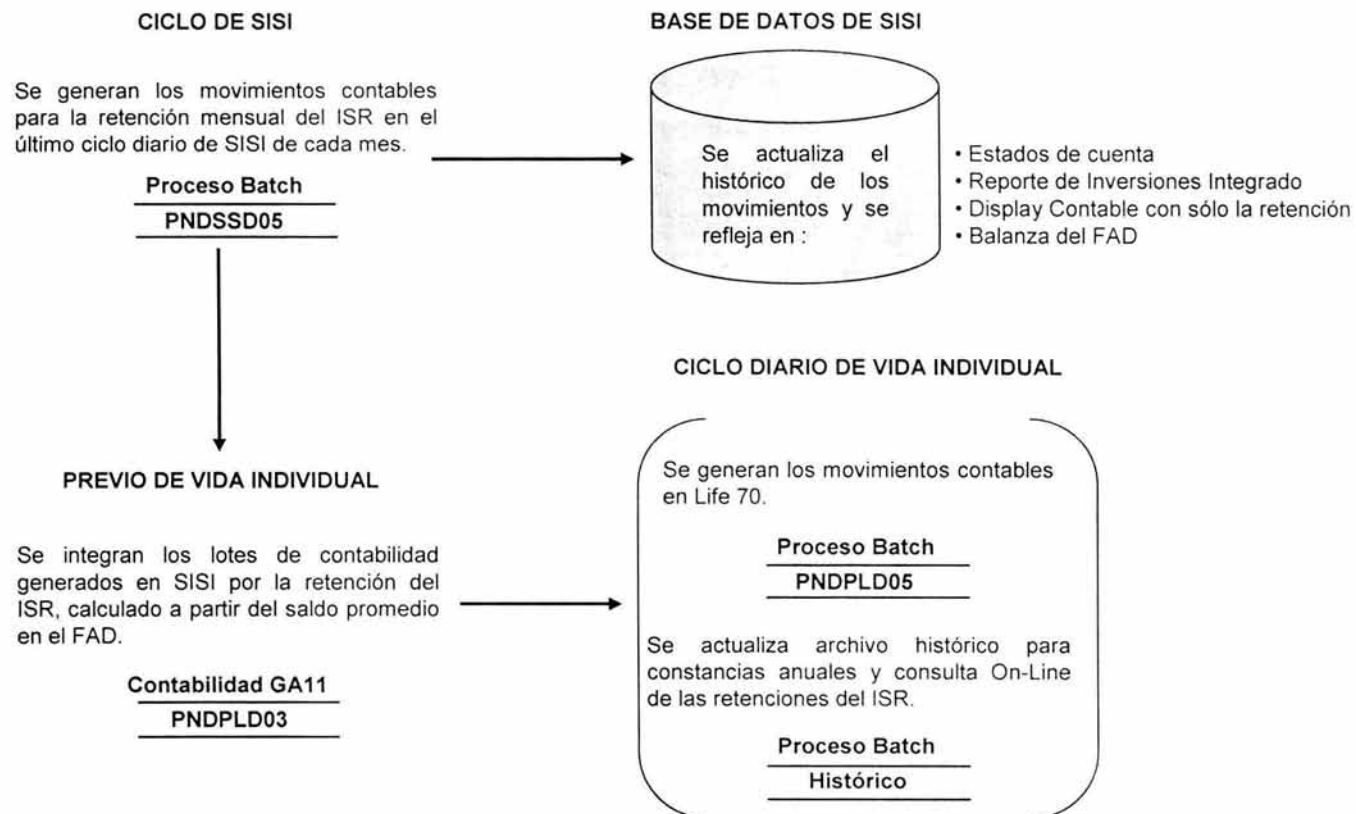 CICLO DE SISI
Se generan los movimientos contables
para la retención mensual del ISR en el
último ciclo diario de SISI de cada mes.
Proceso Batch
PNDSSD05
BASE DE DATOS DE SISI
Se actualiza el
histórico de los
movimientos y se
refleja en :
• Estados de cuenta
• Reporte de Inversiones Integrado
• Display Contable con sólo la retención
• Balanza del FAD
PREVIO DE VIDA INDIVIDUAL
Se integran los lotes de contabilidad
generados en SISI por la retención del
ISR, calculado a partir del saldo promedio
en el FAD.
Contabilidad GA11
PNDPLD03
CICLO DIARIO DE VIDA INDIVIDUAL
Se generan los movimientos contables
en Life 70.
Proceso Batch
PNDPLD05
Se actualiza archivo histórico para
constancias anuales y consulta On-Line
de las retenciones del ISR.
Proceso Batch
Histórico